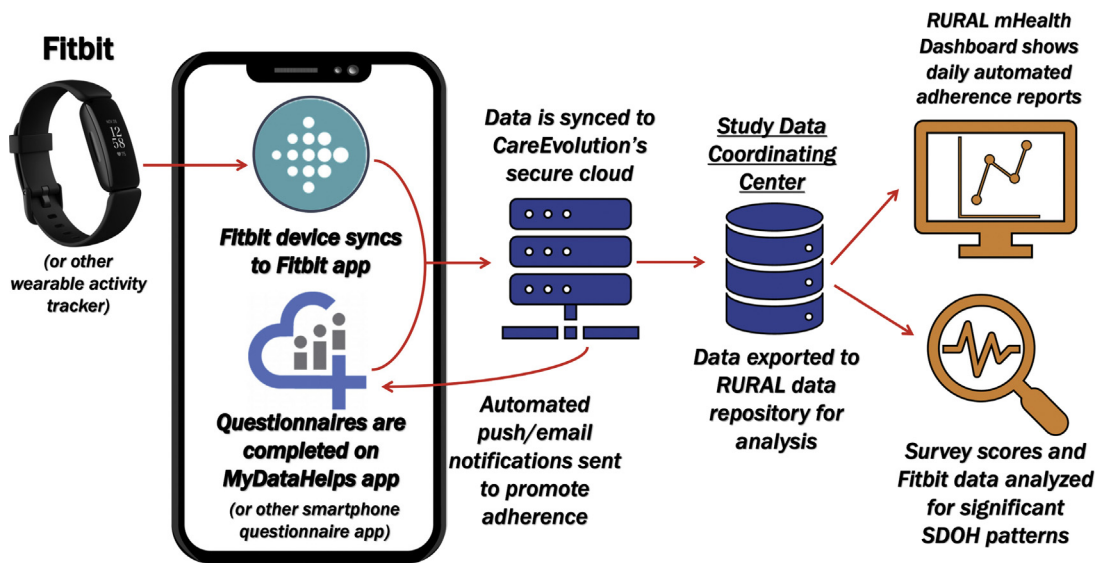 Fitbit
(or other
wearable activity
tracker)
Fitbit device syncs
to Fitbit app
Questionnaires are
completed on
MyDataHelps app
(or other smartphone
questionnaire app)
Data is synced to
CareEvolution's
secure cloud
Automated
push/email
notifications sent
to promote
adherence
Study Data
Coordinating
Center
Data exported to
RURAL data
repository for
analysis
RURAL mHealth
Dashboard shows
daily automated
adherence reports
Survey scores and
Fitbit data analyzed
for significant
SDOH patterns
12
58